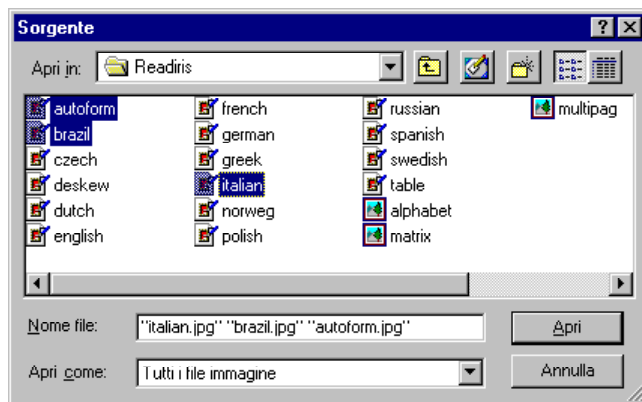 Sorgente
Apri in: Readiris
autoform french russian multipag
brazil german spanish
czech greek swedish
deskew italian table
dutch norweg alphabet
english polish matrix
Nome file: "italian.jpg" "brazil.jpg" "autoform.jpg" Apri
Apri come: Tutti i file immagine Annulla